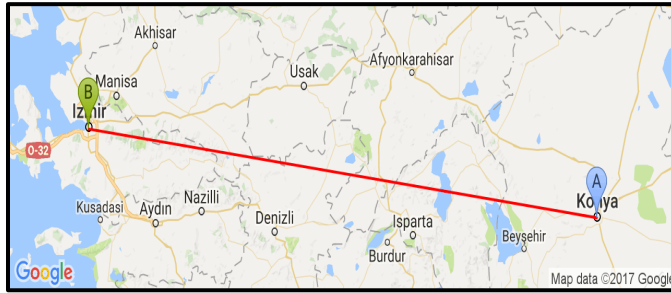 Akhisar
Usak
Afyonkarahisar
Manisa
B
Izmir
O-32
A
Konya
Kusadasi
Aydın
Nazilli
Denizli
Isparta
Burdur
Beyşehir
Google
Map data ©2017 Google